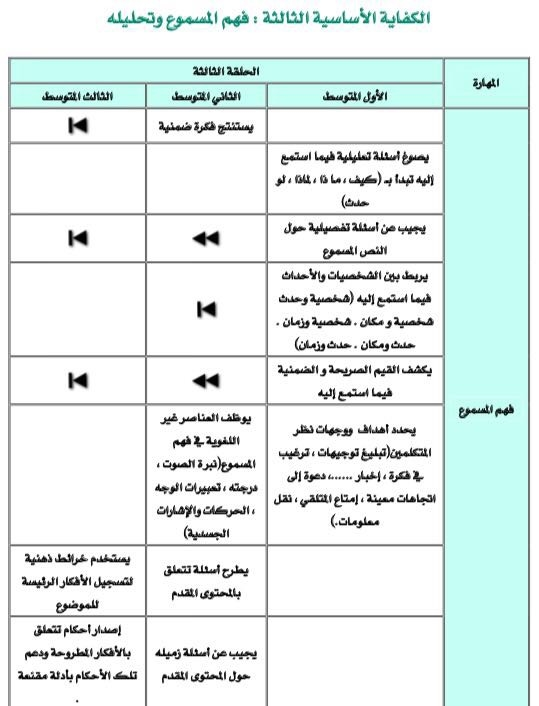 الكفاية الأساسية الثالثة : فهم المسموع وتحليله
المهارة
الحلقة الثالثة
الأول المتوسط
الثاني المتوسط
الثالث المتوسط
فهم المسموع
يستنتج فكرة ضمنية
يصوغ أسئلة تعليلية فيما استمع
إليه تبدأ بـ (كيف ، ما ذا ، لماذا ، لو
حدث)
يجيب عن أسئلة تفصيلية حول
النص المسموع
يربط بين الشخصيات والأحداث
فيما استمع إليه (شخصية وحدث
شخصية و مكان . شخصية وزمان .
حدث ومكان . حدث وزمان)
يكشف القيم الصريحة و الضمنية
فيما استمع إليه
يحدد أهداف ووجهات نظر
المتكلمين(تبليغ توجيهات ، ترغيب
في فكرة ، إخبار ......، دعوة إلى
اتجاهات معينة ، إمتاع المتلقي ، نقل
معلومات.)
يوظف العناصر غير
اللغوية في فهم
المسموع(نبرة الصوت ،
درجته ، تعبيرات الوجه
، الحركات والإشارات
الجسدية)
يطرح أسئلة تتعلق
بالمحتوى المقدم
يستخدم خرائط ذهنية
لتسجيل الأفكار الرئيسة
للموضوع
يجيب عن أسئلة زميله
حول المحتوى المقدم
إصدار أحكام تتعلق
بالأفكار المطروحة ودعم
تلك الأحكام بأدلة مقنعة
.